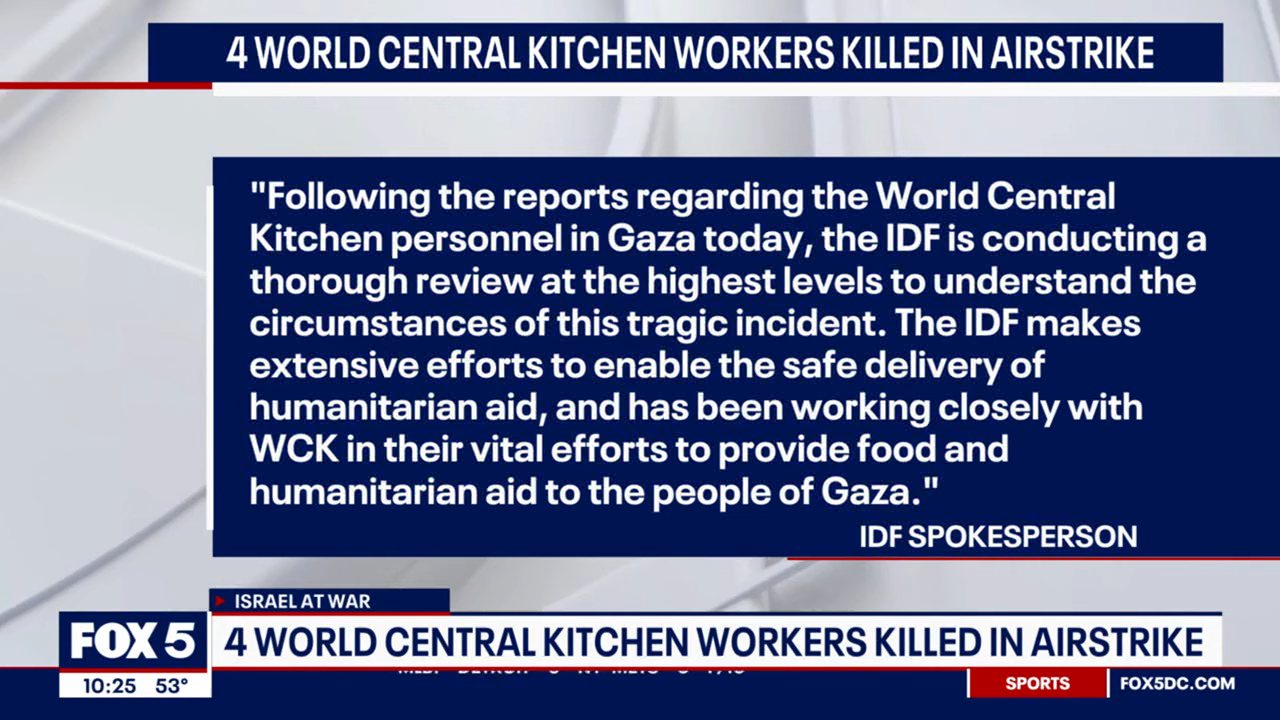 4 WORLD CENTRAL KITCHEN WORKERS KILLED IN AIRSTRIKE
"Following the reports regarding the World Central
Kitchen personnel in Gaza today, the IDF is conducting a
thorough review at the highest levels to understand the
circumstances of this tragic incident. The IDF makes
extensive efforts to enable the safe delivery of
humanitarian aid, and has been working closely with
WCK in their vital efforts to provide food and
humanitarian aid to the people of Gaza."
IDF SPOKESPERSON
ISRAEL AT WAR
FOX 5
4 WORLD CENTRAL KITCHEN WORKERS KILLED IN AIRSTRIKE
10:25 53°
SPORTS
FOX5DC.COM